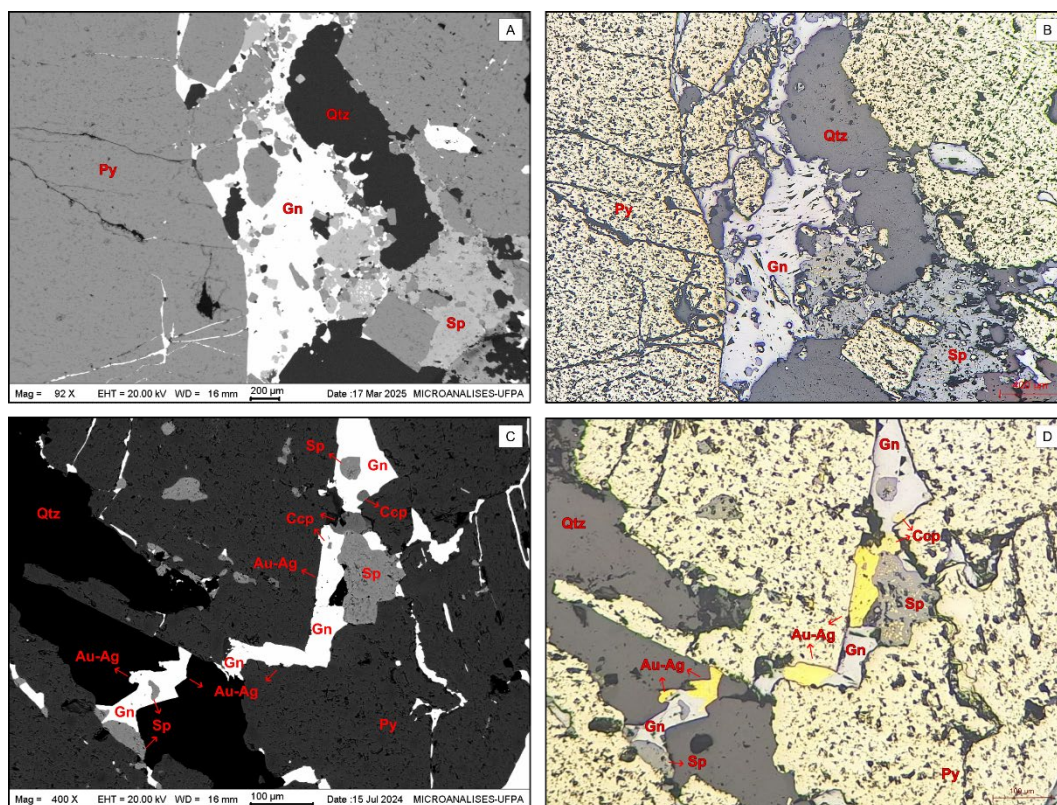 A
Qtz
Py
Gn
Sp
Mag = 92 X EHT = 20.00 kV WD = 16 mm 200 µm Date :17 Mar 2025 MICROANALISES-UFPA
B
Qtz
Py
Gn
Sp
C
Sp
Gn
Qtz
Ccp
Ccp
Au-Ag
Sp
Gn
Au-Ag
Gn
Au-Ag
Gn
Sp
Py
Mag = 400 X EHT = 20.00 kV WD = 16 mm 100 µm Date :15 Jul 2024 MICROANALISES-UFPA
D
Gn
Qtz
Ccp
Sp
Au-Ag
Gn
Au-Ag
Gn
Sp
Py
100 µm